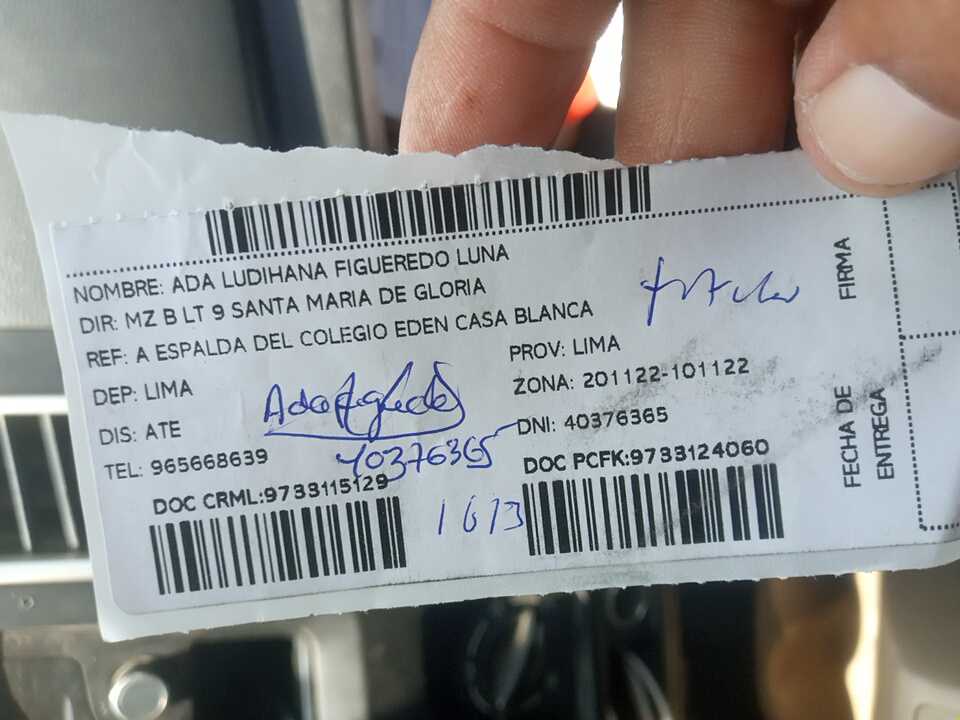 NOMBRE: ADA LUDIHANA FIGUEREDO LUNA
DIR: MZ B LT 9 SANTA MARIA DE GLORIA
REF: A ESPALDA DEL COLEGIO EDEN CASA BLANCA
DEP: LIMA
PROV: LIMA
DIS: ATE
ZONA: 201122-101122
TEL: 965668639
DNI: 40376365
40376365
DOC CRML:9733115129
DOC PCFK:9733124060
1613
FIRMA
FECHA DE
ENTREGA